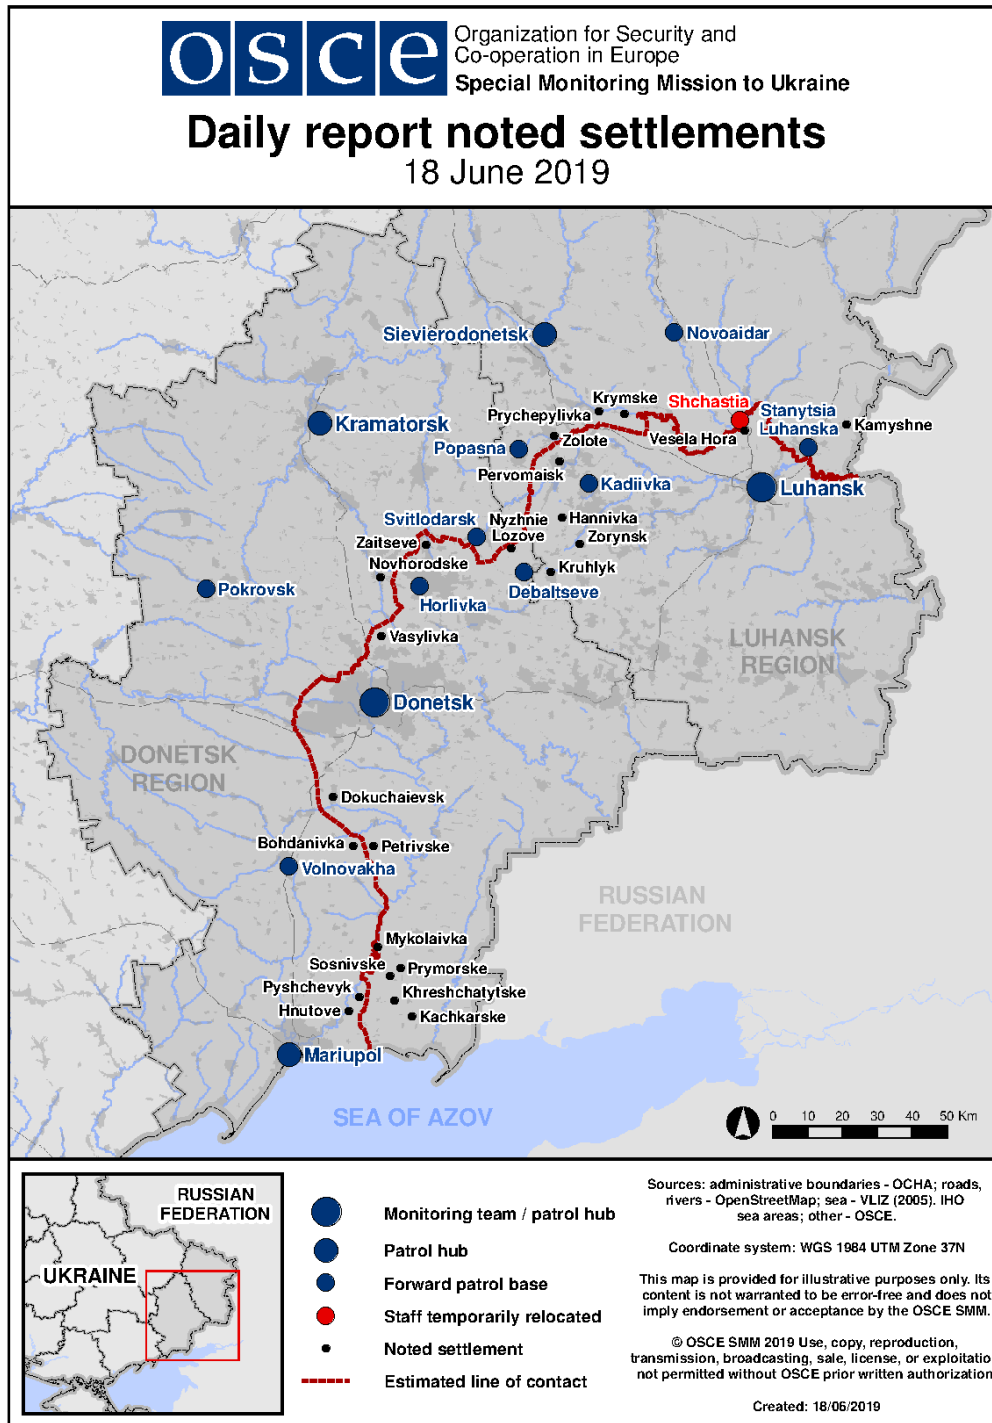 osce
Organization for Security and
Co-operation in Europe
Special Monitoring Mission to Ukraine
Daily report noted settlements
18 June 2019
Sievierodonetsk
Novoaidar
Krymske
Shchastia
Prychepylivka
Stanytsia
Luhanska
Kamyshne
Kramatorsk
Zolote
Vesela Hora
Popasna
Pervomaisk
Kadiivka
Luhansk
Svitlodarsk
Nyzhnie
Lozove
Hannivka
Zaitseve
Zorynsk
Novhorodske
Kruhlyk
Pokrovsk
Horlivka
Debaltseve
Vasylivka
LUHANSK
REGION
Donetsk
DONETSK
REGION
Dokuchaievsk
Bohdanivka
Petrivske
Volnovakha
RUSSIAN
FEDERATION
Mykolaivka
Sosnivske
Prymorske
Pyshchevyk
Khreshchatytske
Hnutove
Kachkarske
Mariupol
SEA OF AZOV
0 10 20 30 40 50 Km
RUSSIAN
FEDERATION
UKRAINE
Monitoring team / patrol hub
Patrol hub
Forward patrol base
Staff temporarily relocated
Noted settlement
Estimated line of contact
Sources: administrative boundaries - OCHA; roads,
rivers - OpenStreetMap; sea - VLIZ (2005). IHO
sea areas; other - OSCE.
Coordinate system: WGS 1984 UTM Zone 37N
This map is provided for illustrative purposes only. Its
content is not warranted to be error-free and does not
imply endorsement or acceptance by the OSCE SMM.
© OSCE SMM 2019 Use, copy, reproduction,
transmission, broadcasting, sale, license, or exploitatio
not permitted without OSCE prior written authorization
Created: 18/06/2019